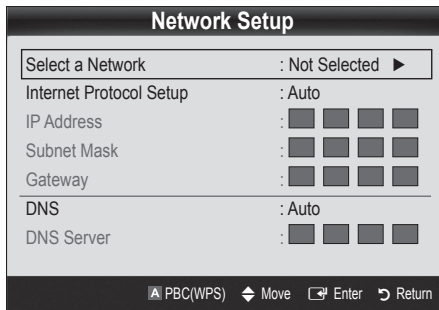 Network Setup
Select a Network : Not Selected ►
Internet Protocol Setup : Auto
IP Address :
Subnet Mask :
Gateway :
DNS : Auto
DNS Server :
A PBC(WPS) Move Enter Return